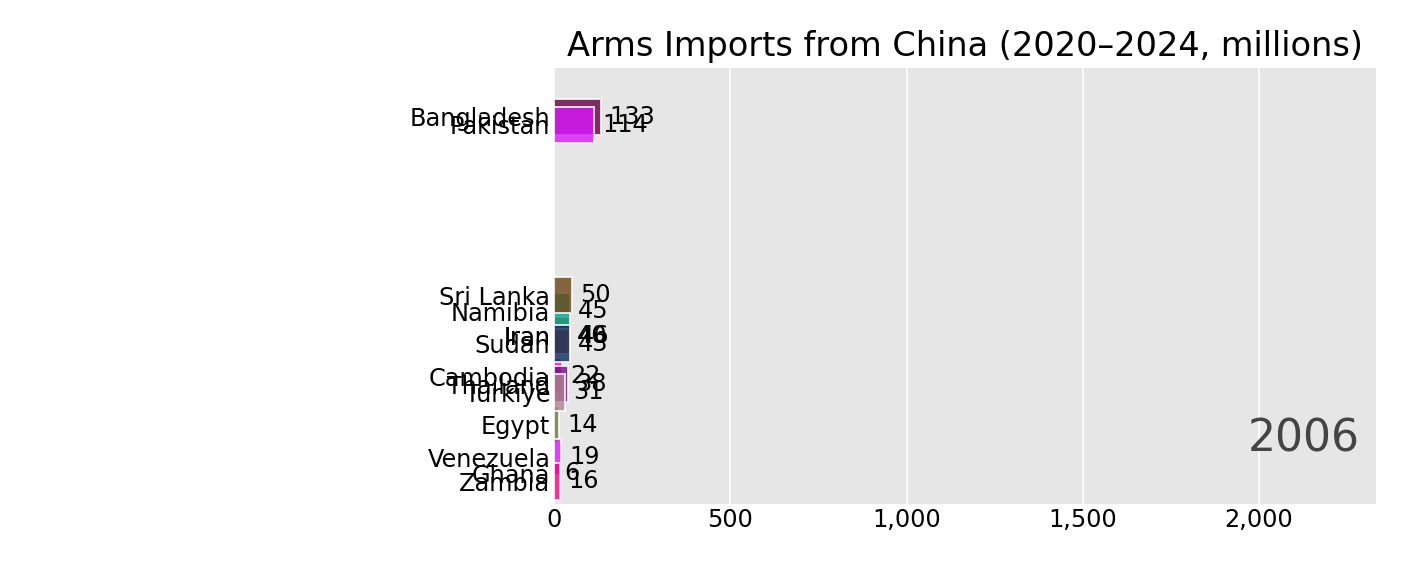 Arms Imports from China (2020–2024, millions)
Bangladesh 133
Pakistan 114
Sri Lanka 50
Namibia 45
Iran
Sudan 43
Cambodia 22
Thailand 38
Türkiye 31
Egypt 14
Venezuela 19
Ghana 6
Zambia 16
2006
0 500 1,000 1,500 2,000